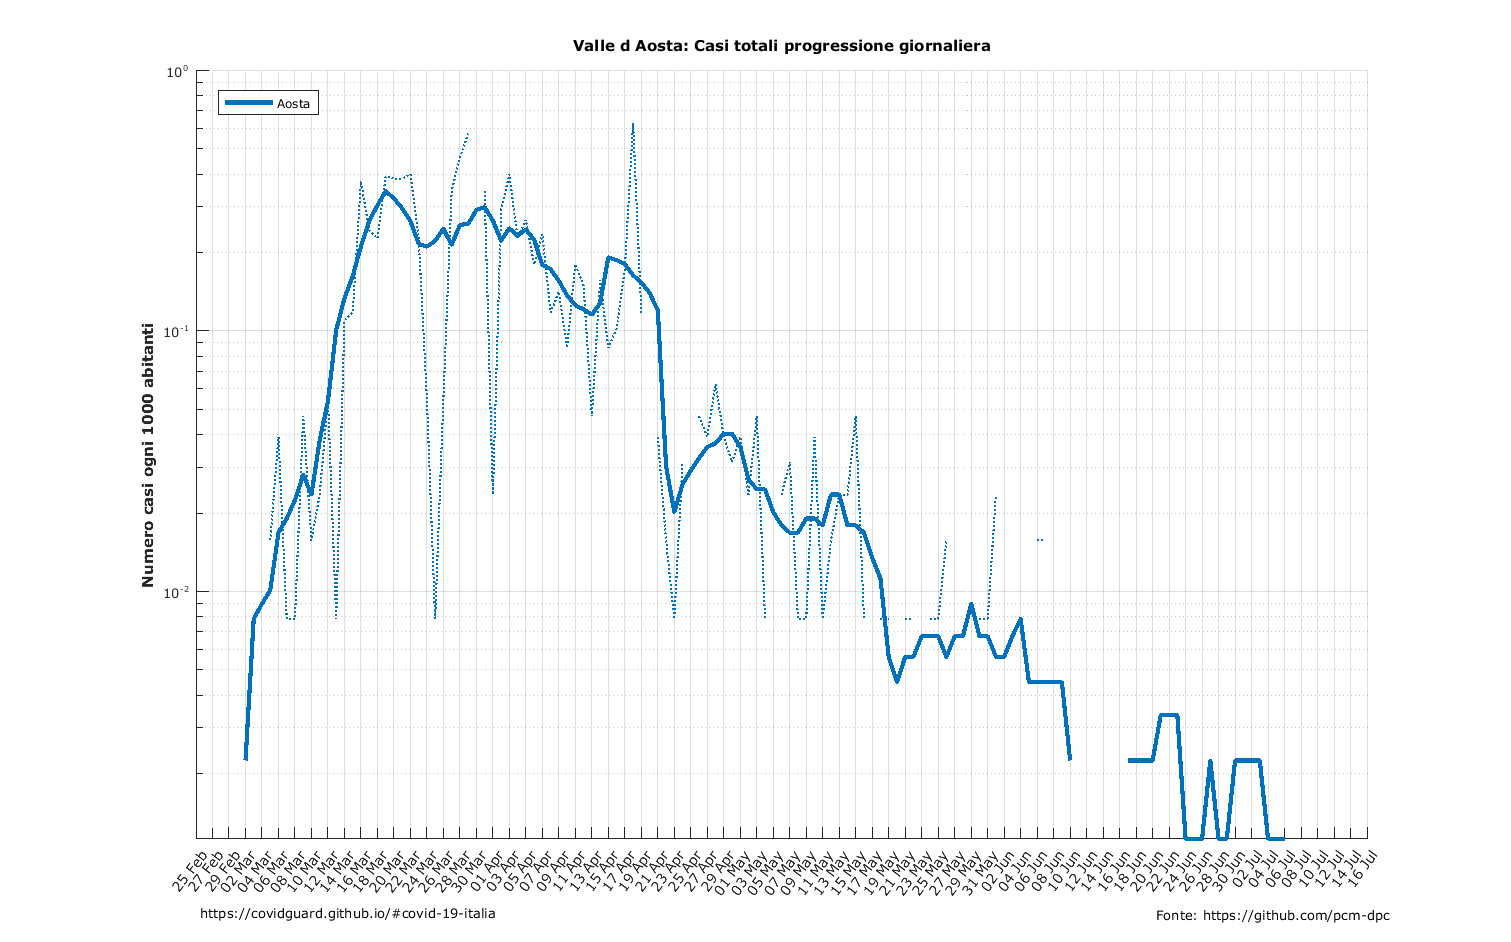 Valle d Aosta: Casi totali progressione giornaliera
10^0
Aosta
10^-1
10^-2
Numero casi ogni 1000 abitanti
25 Feb
27 Feb
29 Feb
02 Mar
04 Mar
06 Mar
08 Mar
10 Mar
12 Mar
14 Mar
16 Mar
18 Mar
20 Mar
22 Mar
24 Mar
26 Mar
28 Mar
30 Mar
01 Apr
03 Apr
05 Apr
07 Apr
09 Apr
11 Apr
13 Apr
15 Apr
17 Apr
19 Apr
21 Apr
23 Apr
25 Apr
27 Apr
29 Apr
01 May
03 May
05 May
07 May
09 May
11 May
13 May
15 May
17 May
19 May
21 May
23 May
25 May
27 May
29 May
31 May
02 Jun
04 Jun
06 Jun
08 Jun
10 Jun
12 Jun
14 Jun
16 Jun
18 Jun
20 Jun
22 Jun
24 Jun
26 Jun
28 Jun
30 Jun
02 Jul
04 Jul
06 Jul
08 Jul
10 Jul
12 Jul
14 Jul
16 Jul
https://covidguard.github.io/#covid-19-italia
Fonte: https://github.com/pcm-dpc